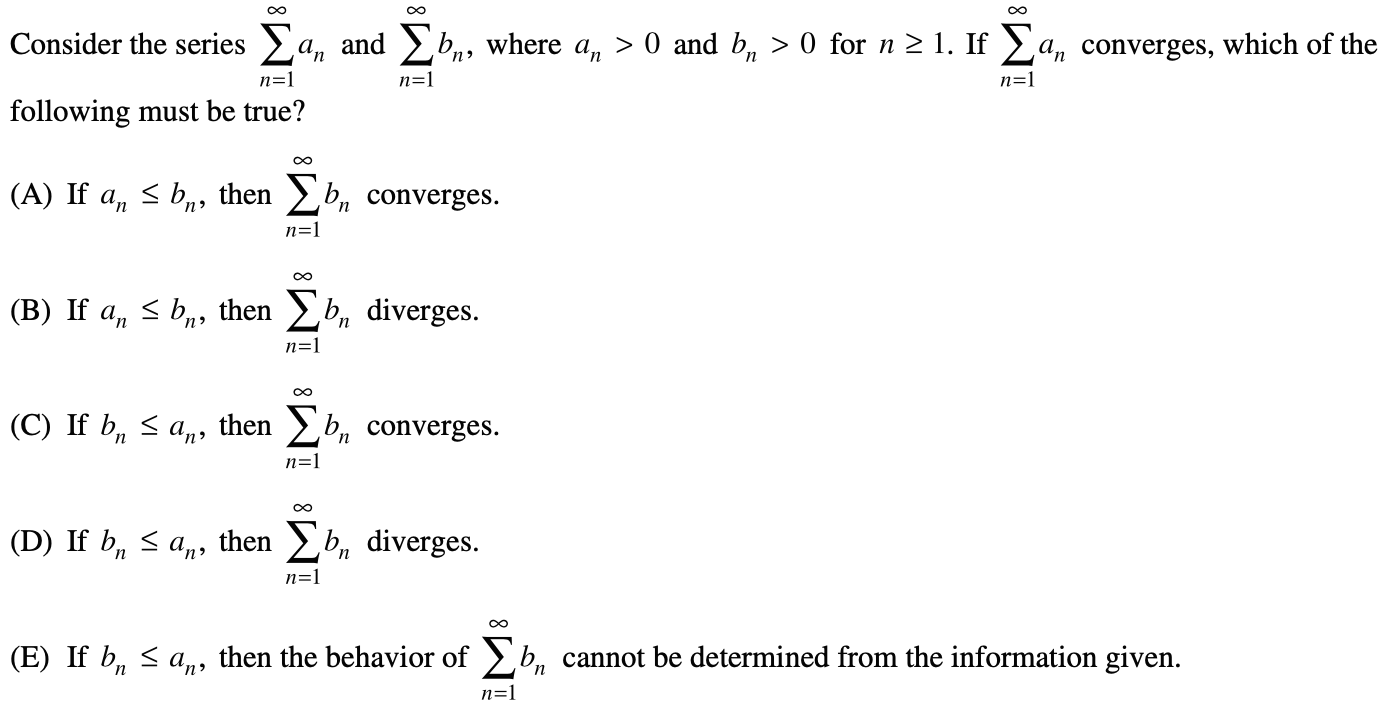 Consider the series $\sum_{n=1}^{\infty} a_n$ and $\sum_{n=1}^{\infty} b_n$, where $a_n > 0$ and $b_n > 0$ for $n \geq 1$. If $\sum_{n=1}^{\infty} a_n$ converges, which of the
following must be true?
(A) If $a_n \leq b_n$, then $\sum_{n=1}^{\infty} b_n$ converges.
(B) If $a_n \leq b_n$, then $\sum_{n=1}^{\infty} b_n$ diverges.
(C) If $b_n \leq a_n$, then $\sum_{n=1}^{\infty} b_n$ converges.
(D) If $b_n \leq a_n$, then $\sum_{n=1}^{\infty} b_n$ diverges.
(E) If $b_n \leq a_n$, then the behavior of $\sum_{n=1}^{\infty} b_n$ cannot be determined from the information given.